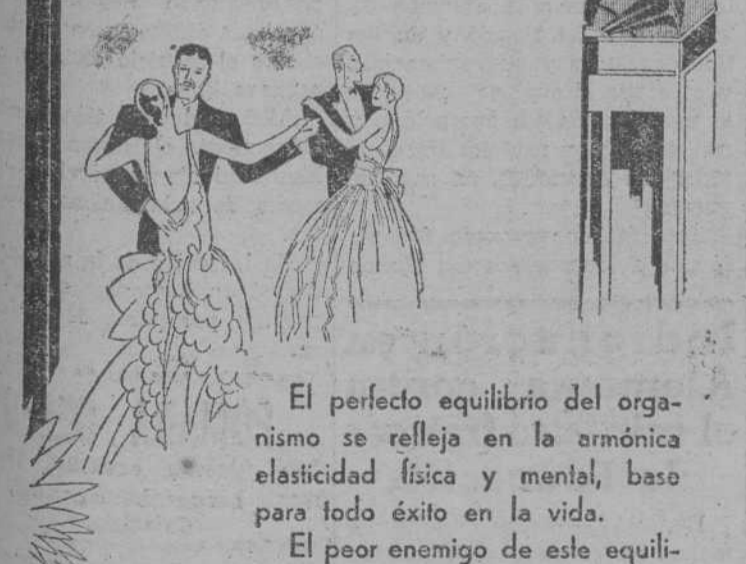 El perfecto equilibrio del orga-
nismo se refleja en la armónica
elasticidad física y mental, base
para todo éxito en la vida.
El peor enemigo de este equili-